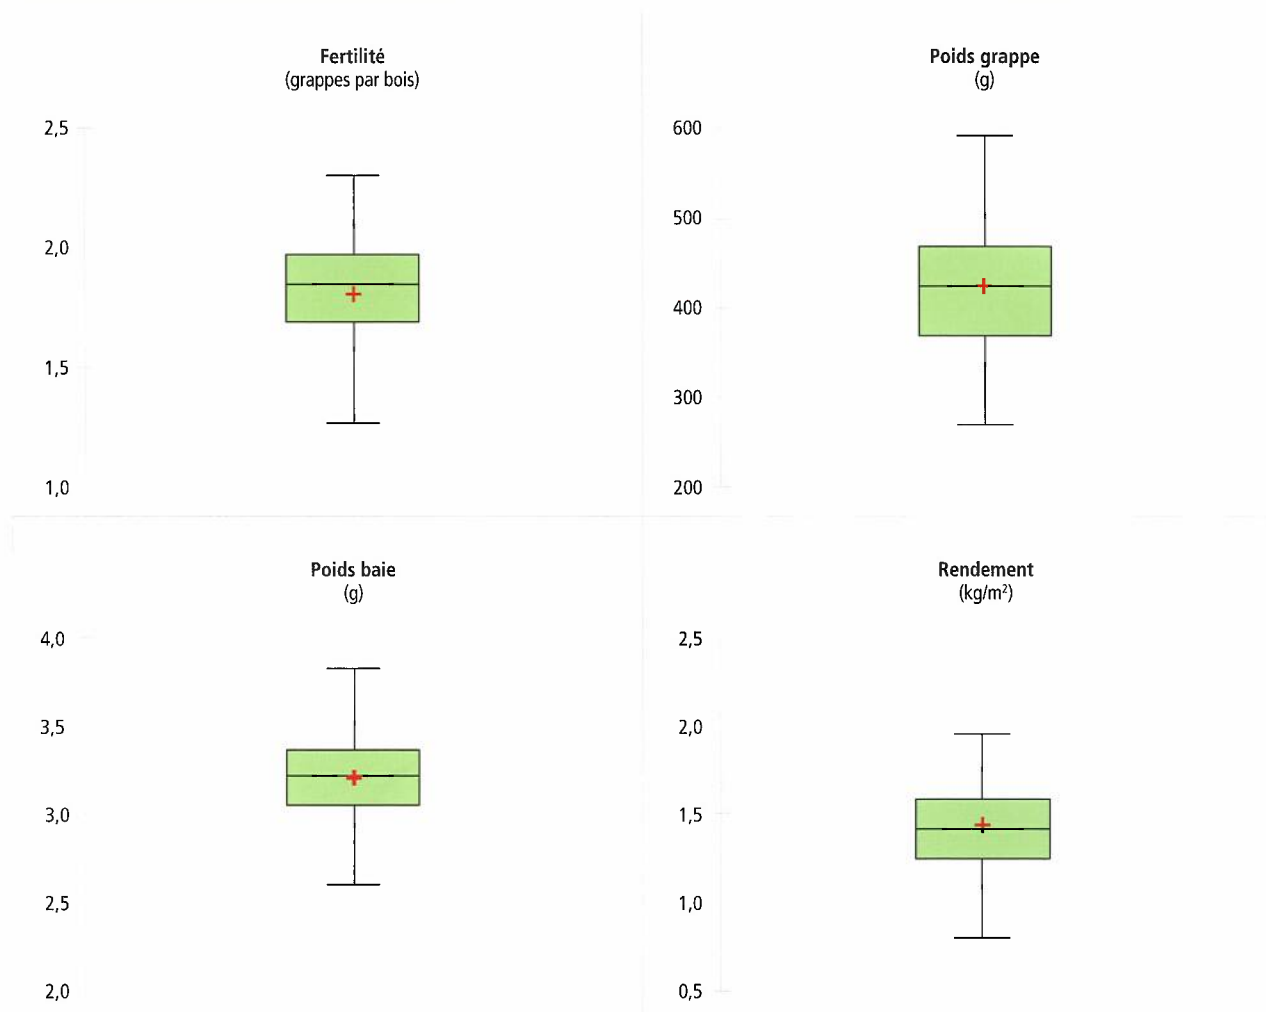 Fertilité
(grappes par bois)
2,5
2,0
1,5
1,0
Poids grappe
(g)
600
500
400
300
200
Poids baie
(g)
4,0
3,5
3,0
2,5
2,0
Rendement
(kg/m²)
2,5
2,0
1,5
1,0
0,5